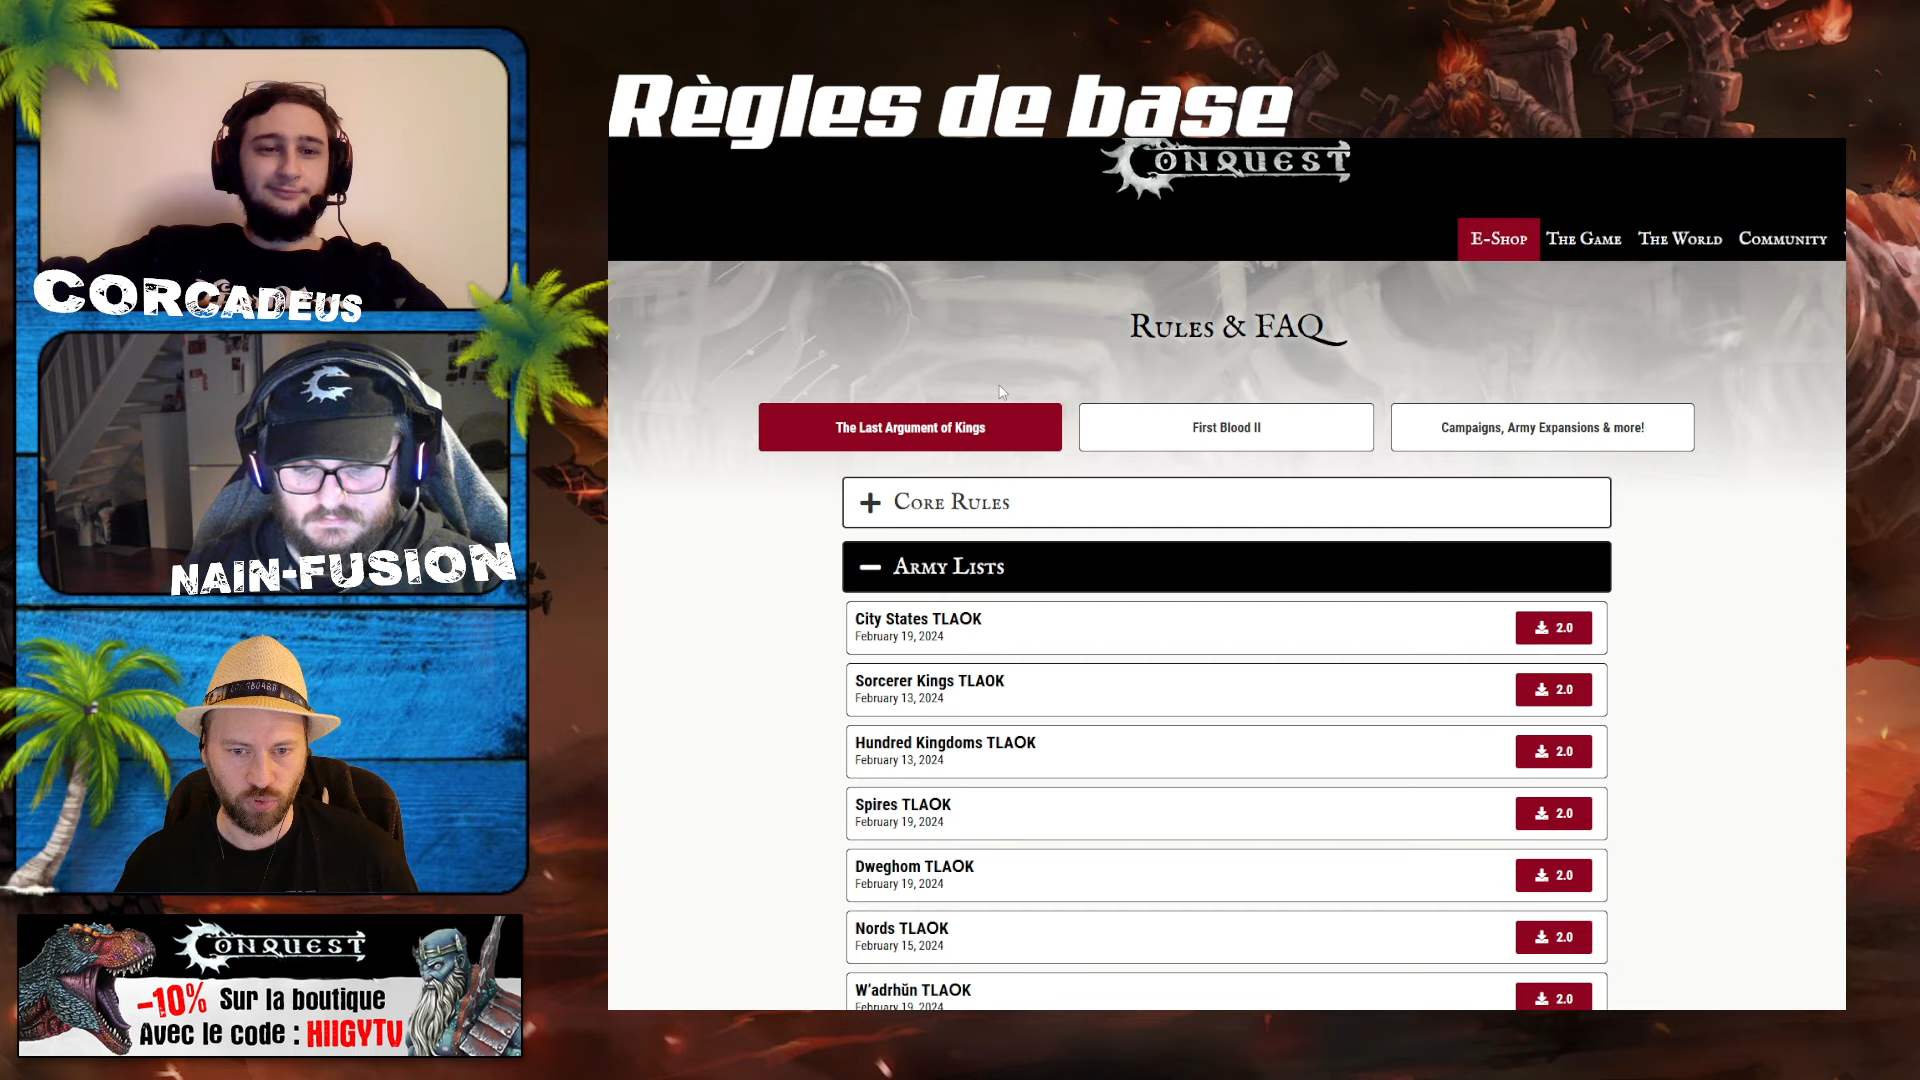 Règles de base
CONQUEST
E-Shop The Game The World Community
Rules & FAQ
The Last Argument of Kings
First Blood II
Campaigns, Army Expansions & more!
Core Rules
Army Lists
City States TLAOK
February 19, 2024
2.0
Sorcerer Kings TLAOK
February 13, 2024
2.0
Hundred Kingdoms TLAOK
February 13, 2024
2.0
Spires TLAOK
February 19, 2024
2.0
Dweghom TLAOK
February 19, 2024
2.0
Nords TLAOK
February 15, 2024
2.0
W'adrhŭn TLAOK
February 19, 2024
2.0
CORCADEUS
NAIN-FUSION
CONQUEST
-10% Sur la boutique
Avec le code : HIIGYTV